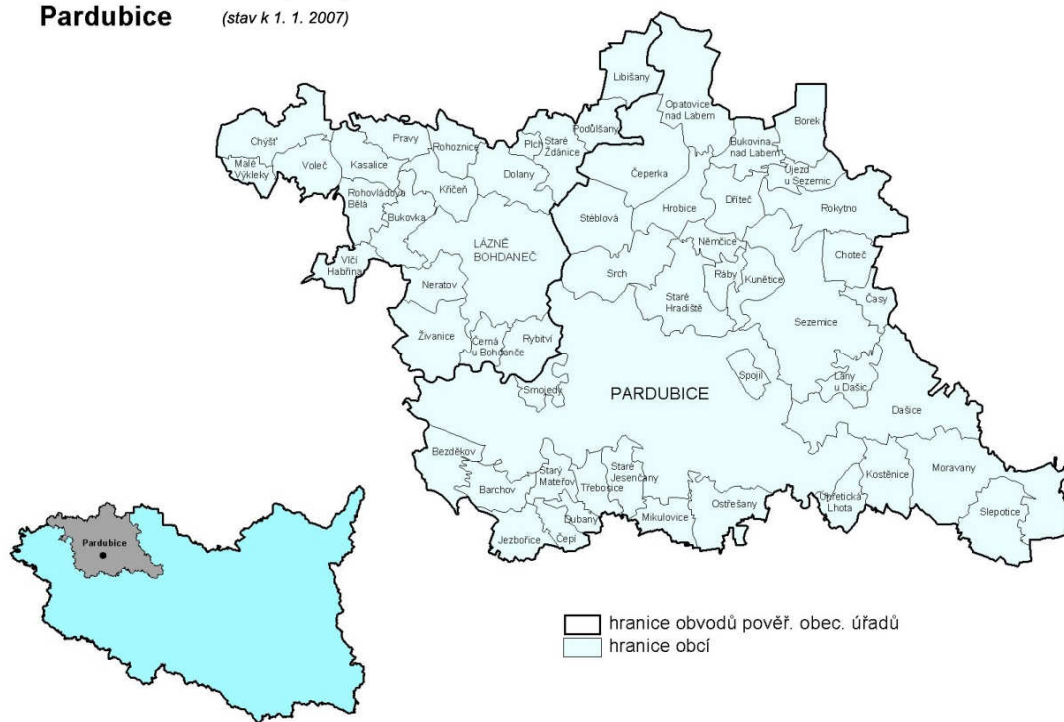 Pardubice (stav k 1. 1. 2007)
Libišany
Opatovice
nad Labem
Borek
Podůlšany
Chýšť
Pravy
Rohoznice
Plch
Staré
Ždánice
Bukovina
nad Labem
Malé
Výkleky
Voleč
Kasalice
Dolany
Čeperka
Újezd
u Sezemic
Rohovládova
Bělá
Křičeň
Bukovka
Stéblová
Hrobice
Dříteč
Rokytno
LÁZNĚ
BOHDANEČ
Němčice
Choteč
Vlčí
Habřina
Neratov
Srch
Ráby
Kunětice
Staré
Hradiště
Časy
Živanice
Černá
u Bohdanče
Rybitví
Sezemice
Srnojedy
PARDUBICE
Spojil
Lány
u Dašic
Dašice
Bezděkov
Barchov
Starý
Mateřov
Třebosice
Staré
Jesenčany
Kostěnice
Moravany
Ostřešany
Úhřetická
Lhota
Slepotice
Dubany
Mikulovice
Jezbořice
Čepí
Pardubice
hranice obvodů pověř. obec. úřadů
hranice obcí